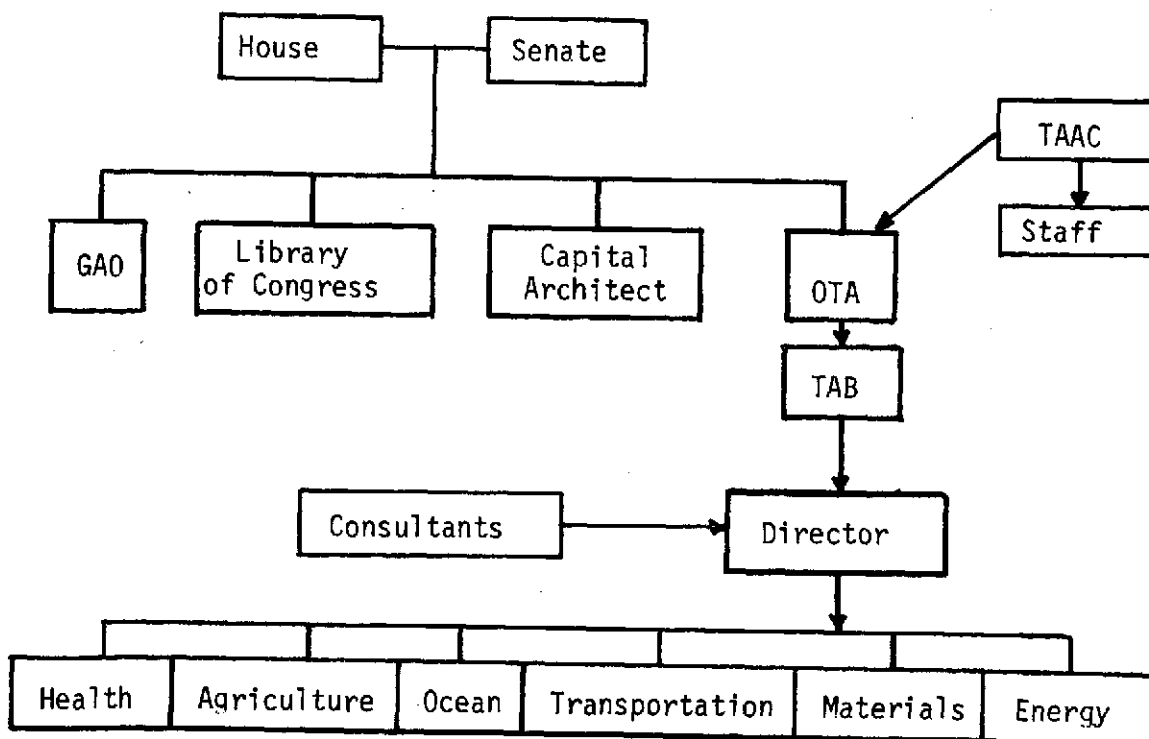 House
Senate
TAAC
Staff
GAO
Library
of Congress
Capital
Architect
OTA
TAB
Consultants
Director
Health
Agriculture
Ocean
Transportation
Materials
Energy